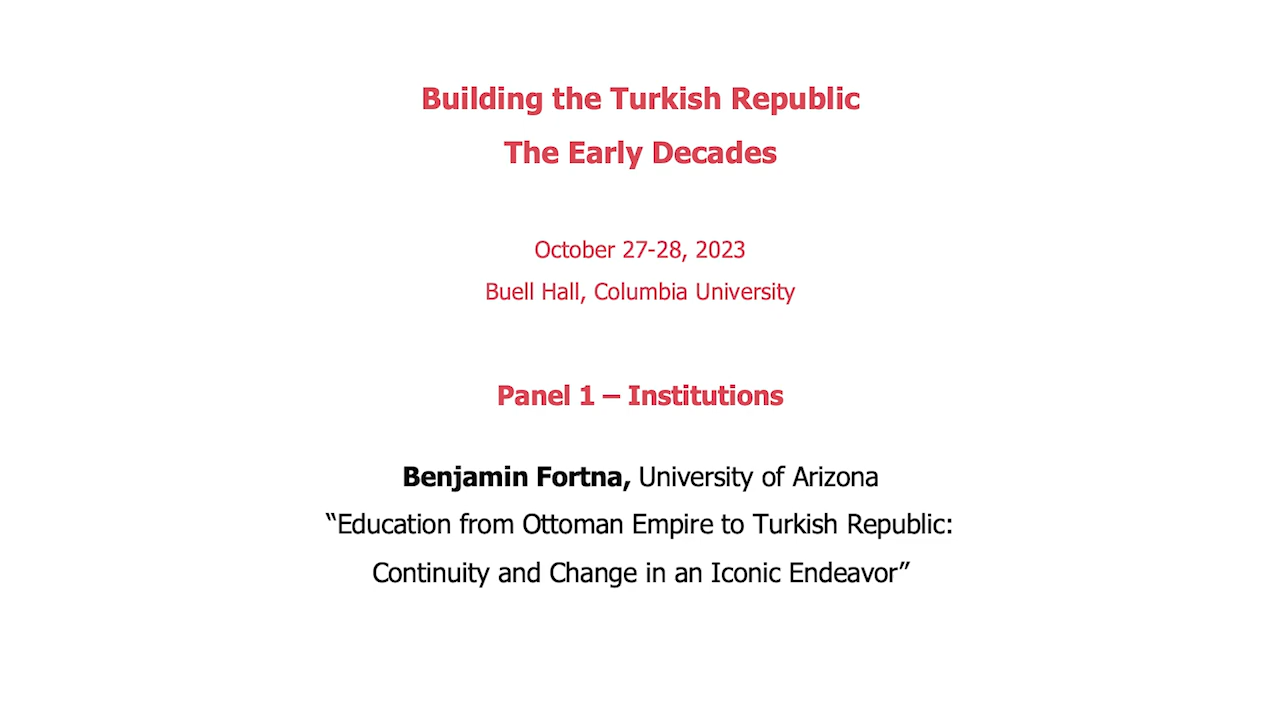 Building the Turkish Republic
The Early Decades
October 27-28, 2023
Buell Hall, Columbia University
Panel 1 – Institutions
Benjamin Fortna, University of Arizona
“Education from Ottoman Empire to Turkish Republic:
Continuity and Change in an Iconic Endeavor”